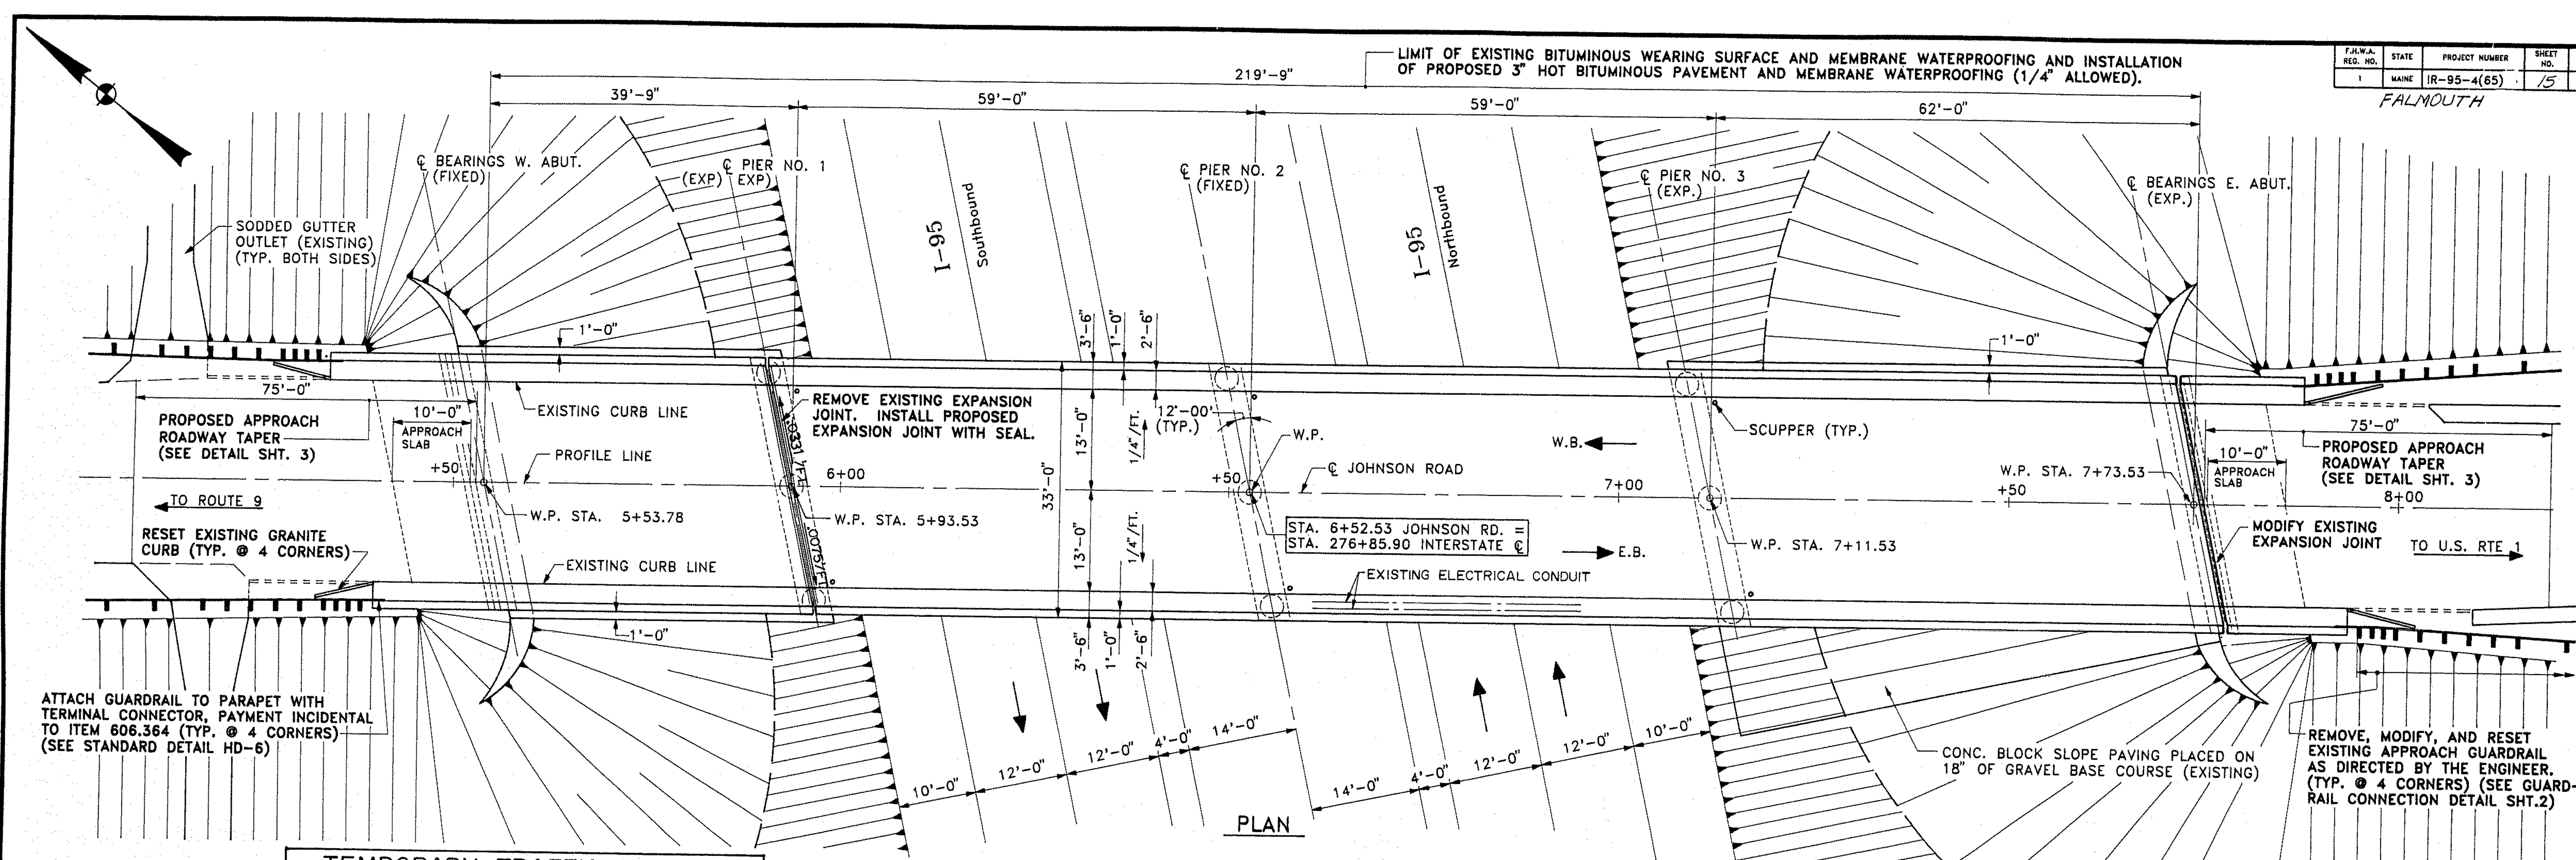 LIMIT OF EXISTING BITUMINOUS WEARING SURFACE AND MEMBRANE WATERPROOFING AND INSTALLATION
OF PROPOSED 3" HOT BITUMINOUS PAVEMENT AND MEMBRANE WATERPROOFING (1/4" ALLOWED).
F.H.W.A. REG. NO.
STATE
PROJECT NUMBER
SHEET NO.
1
MAINE
IR-95-4(65)
15
FALMOUTH
219'-9"
39'-9"
59'-0"
59'-0"
62'-0"
℄ BEARINGS W. ABUT.
(FIXED)
℄ PIER NO. 1
(EXP) EXP)
℄ PIER NO. 2
(FIXED)
℄ PIER NO. 3
(EXP.)
℄ BEARINGS E. ABUT.
(EXP.)
I-95
Southbound
I-95
Northbound
SODDED GUTTER
OUTLET (EXISTING)
(TYP. BOTH SIDES)
1'-0"
3'-6"
1'-0"
2'-6"
1'-0"
75'-0"
10'-0"
APPROACH
SLAB
EXISTING CURB LINE
PROPOSED APPROACH
ROADWAY TAPER
(SEE DETAIL SHT. 3)
REMOVE EXISTING EXPANSION
JOINT. INSTALL PROPOSED
EXPANSION JOINT WITH SEAL.
.0331'/FT.
13'-0"
1/4"/FT.
12°-00'
(TYP.)
W.P.
W.B.
SCUPPER (TYP.)
75'-0"
10'-0"
APPROACH
SLAB
PROPOSED APPROACH
ROADWAY TAPER
(SEE DETAIL SHT. 3)
+50
PROFILE LINE
6+00
33'-0"
+50
℄ JOHNSON ROAD
7+00
W.P. STA. 7+73.53
+50
8+00
TO ROUTE 9
W.P. STA. 5+53.78
W.P. STA. 5+93.53
STA. 6+52.53 JOHNSON RD. =
STA. 276+85.90 INTERSTATE ℄
W.P. STA. 7+11.53
E.B.
MODIFY EXISTING
EXPANSION JOINT
TO U.S. RTE 1
RESET EXISTING GRANITE
CURB (TYP. @ 4 CORNERS)
EXISTING CURB LINE
.0075'/FT.
13'-0"
1/4"/FT.
EXISTING ELECTRICAL CONDUIT
1'-0"
3'-6"
1'-0"
2'-6"
ATTACH GUARDRAIL TO PARAPET WITH
TERMINAL CONNECTOR, PAYMENT INCIDENTAL
TO ITEM 606.364 (TYP. @ 4 CORNERS)
(SEE STANDARD DETAIL HD-6)
10'-0"
12'-0"
12'-0"
4'-0"
14'-0"
14'-0"
4'-0"
12'-0"
12'-0"
10'-0"
CONC. BLOCK SLOPE PAVING PLACED ON
18" OF GRAVEL BASE COURSE (EXISTING)
REMOVE, MODIFY, AND RESET
EXISTING APPROACH GUARDRAIL
AS DIRECTED BY THE ENGINEER.
(TYP. @ 4 CORNERS) (SEE GUARD-
RAIL CONNECTION DETAIL SHT.2)
PLAN